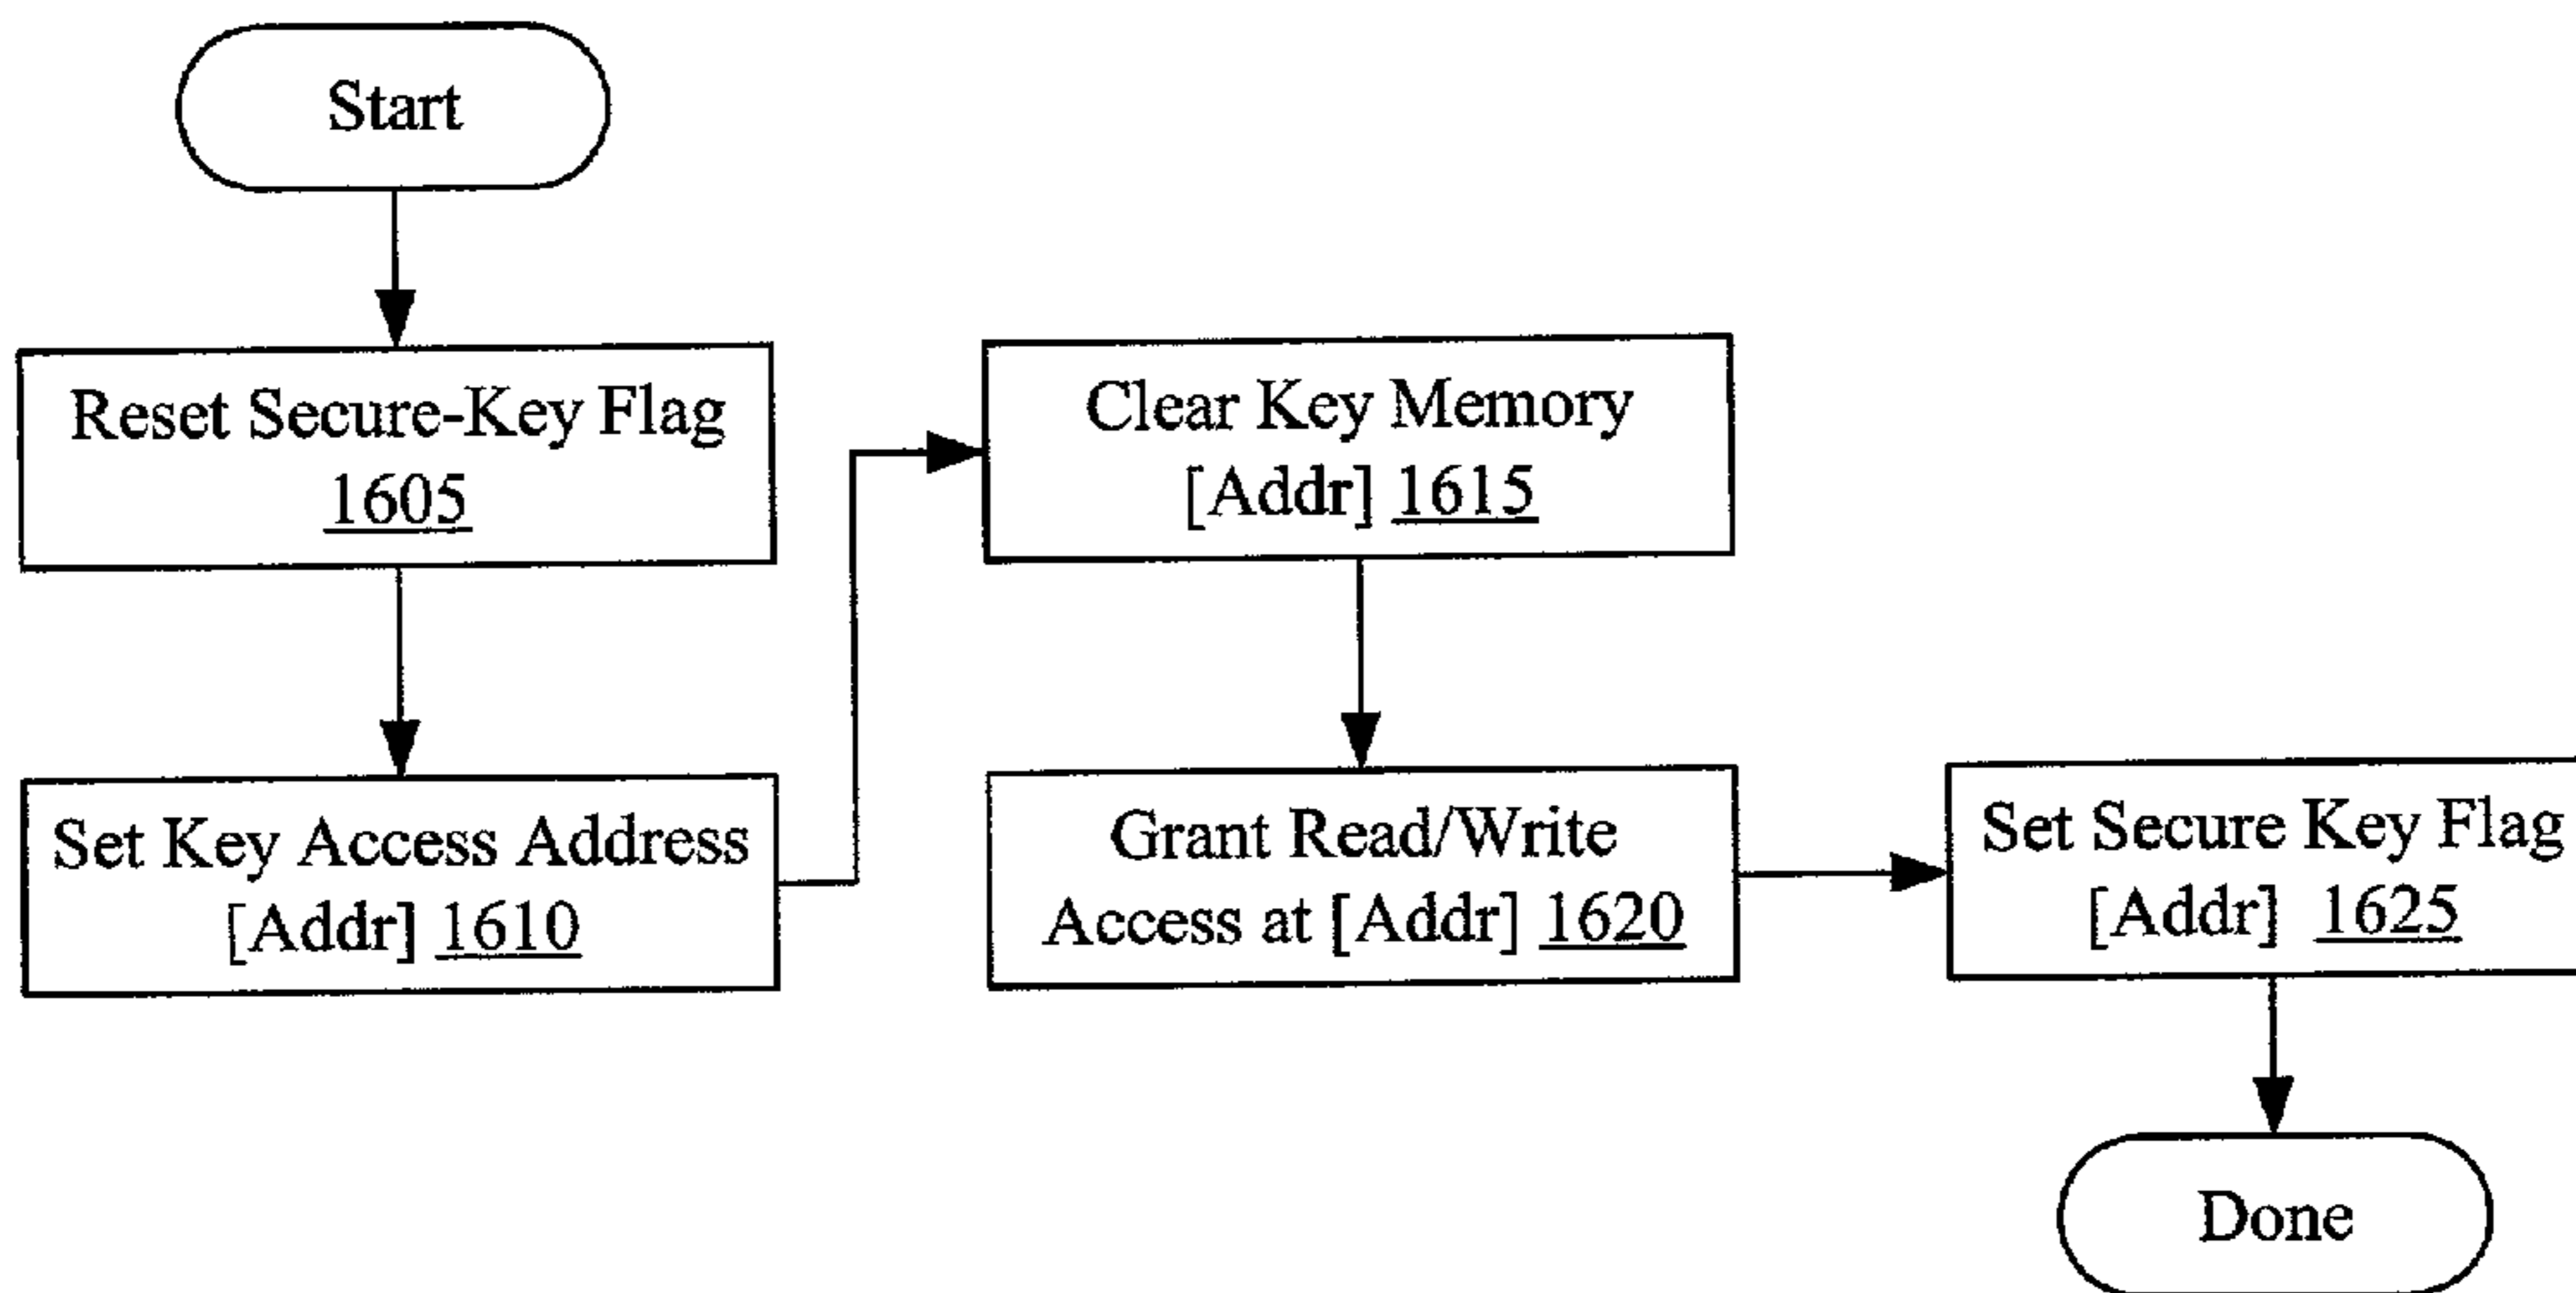 Start
Reset Secure-Key Flag
1605
Set Key Access Address
[Addr] 1610
Clear Key Memory
[Addr] 1615
Grant Read/Write
Access at [Addr] 1620
Set Secure Key Flag
[Addr] 1625
Done